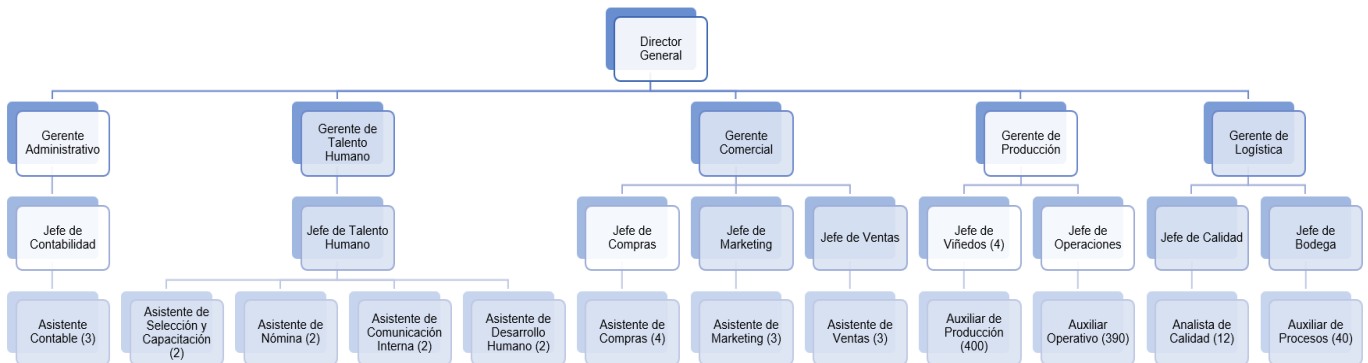 Director
General
Gerente
Administrativo
Gerente de
Talento
Humano
Gerente
Comercial
Gerente de
Producción
Gerente de
Logística
Jefe de
Contabilidad
Jefe de Talento
Humano
Jefe de
Compras
Jefe de
Marketing
Jefe de Ventas
Jefe de
Viñedos (4)
Jefe de
Operaciones
Jefe de Calidad
Jefe de
Bodega
Asistente
Contable (3)
Asistente de
Selección y
Capacitación
(2)
Asistente de
Nómina (2)
Asistente de
Comunicación
Interna (2)
Asistente de
Desarrollo
Humano (2)
Asistente de
Compras (4)
Asistente de
Marketing (3)
Asistente de
Ventas (3)
Auxiliar de
Producción
(400)
Auxiliar
Operativo (390)
Analista de
Calidad (12)
Auxiliar de
Procesos (40)